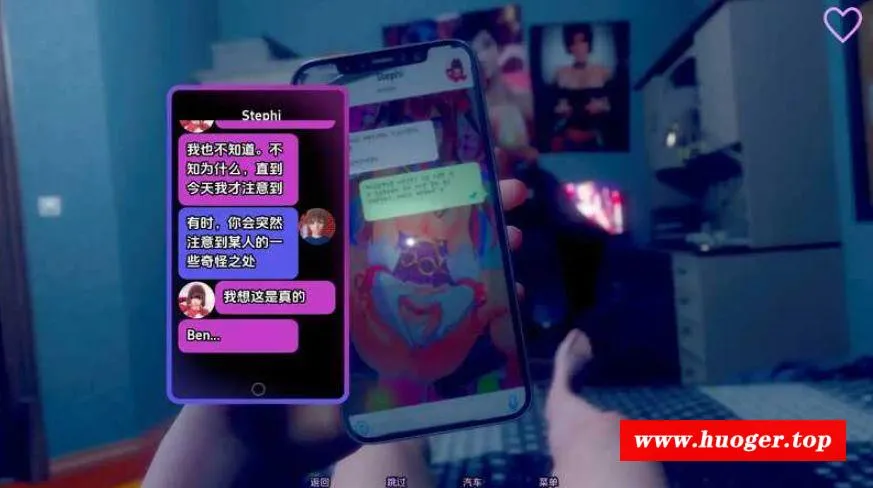 Stephi
我也不知道。不
知为什么，直到
今天我才注意到
有时，你会突然
注意到某人的一
些奇怪之处
我想这是真的
Ben...
www.huoger.top
返回
跳过
汽车
菜单